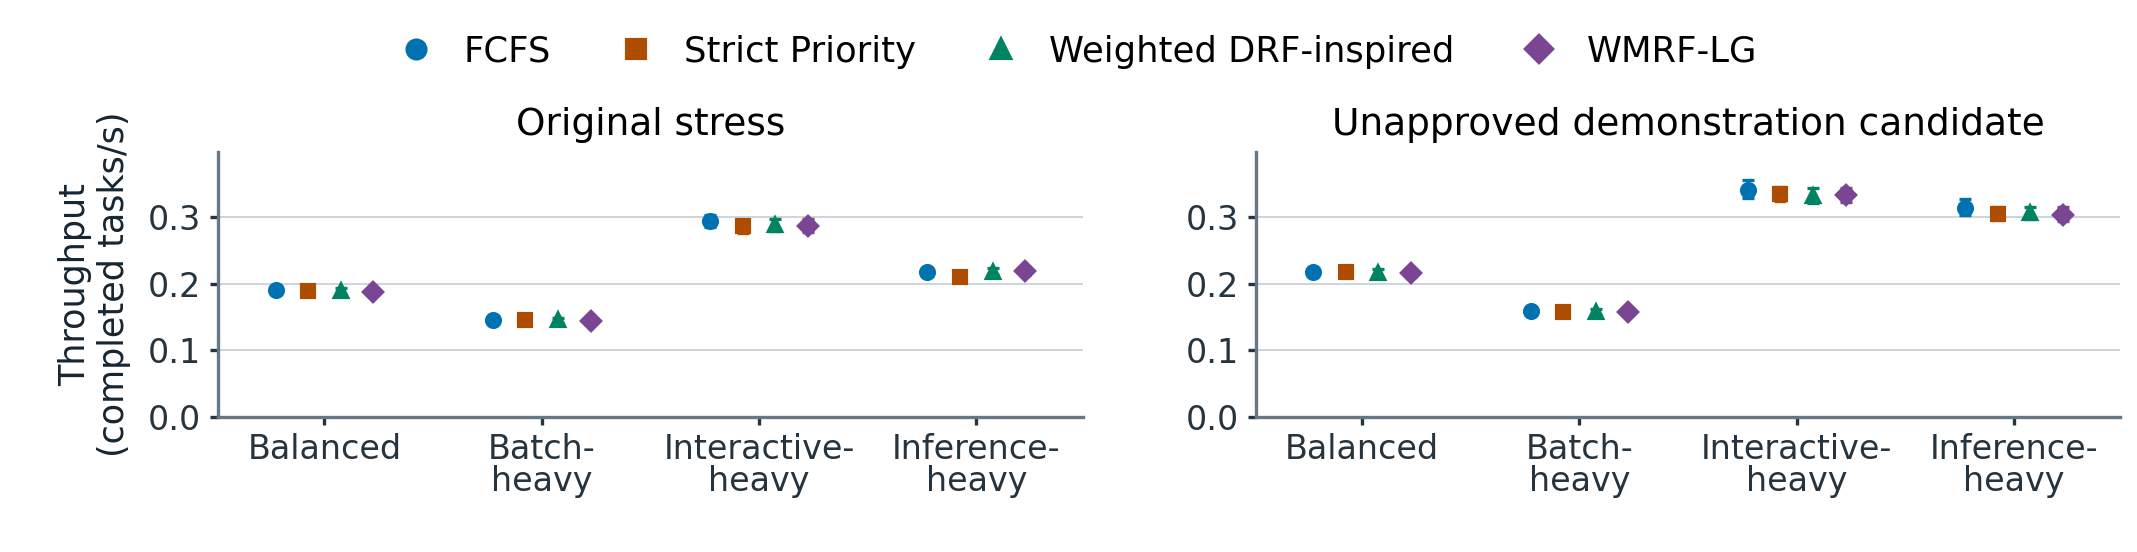 FCFS Strict Priority Weighted DRF-inspired WMRF-LG
Original stress
Throughput
(completed tasks/s)
0.3
0.2
0.1
0.0
Balanced Batch- Interactive- Inference-
heavy heavy heavy
Unapproved demonstration candidate
0.3
0.2
0.1
0.0
Balanced Batch- Interactive- Inference-
heavy heavy heavy